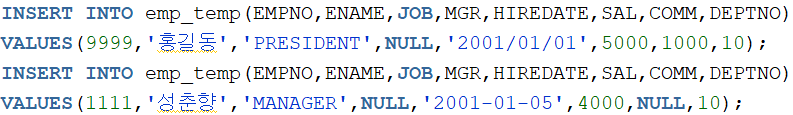 INSERT INTO emp_temp(EMPNO,ENAME,JOB,MGR,HIREDATE,SAL,COMM,DEPTNO)
VALUES(9999,'홍길동','PRESIDENT',NULL,'2001/01/01',5000,1000,10);
INSERT INTO emp_temp(EMPNO,ENAME,JOB,MGR,HIREDATE,SAL,COMM,DEPTNO)
VALUES(1111,'성춘향','MANAGER',NULL,'2001-01-05',4000,NULL,10);